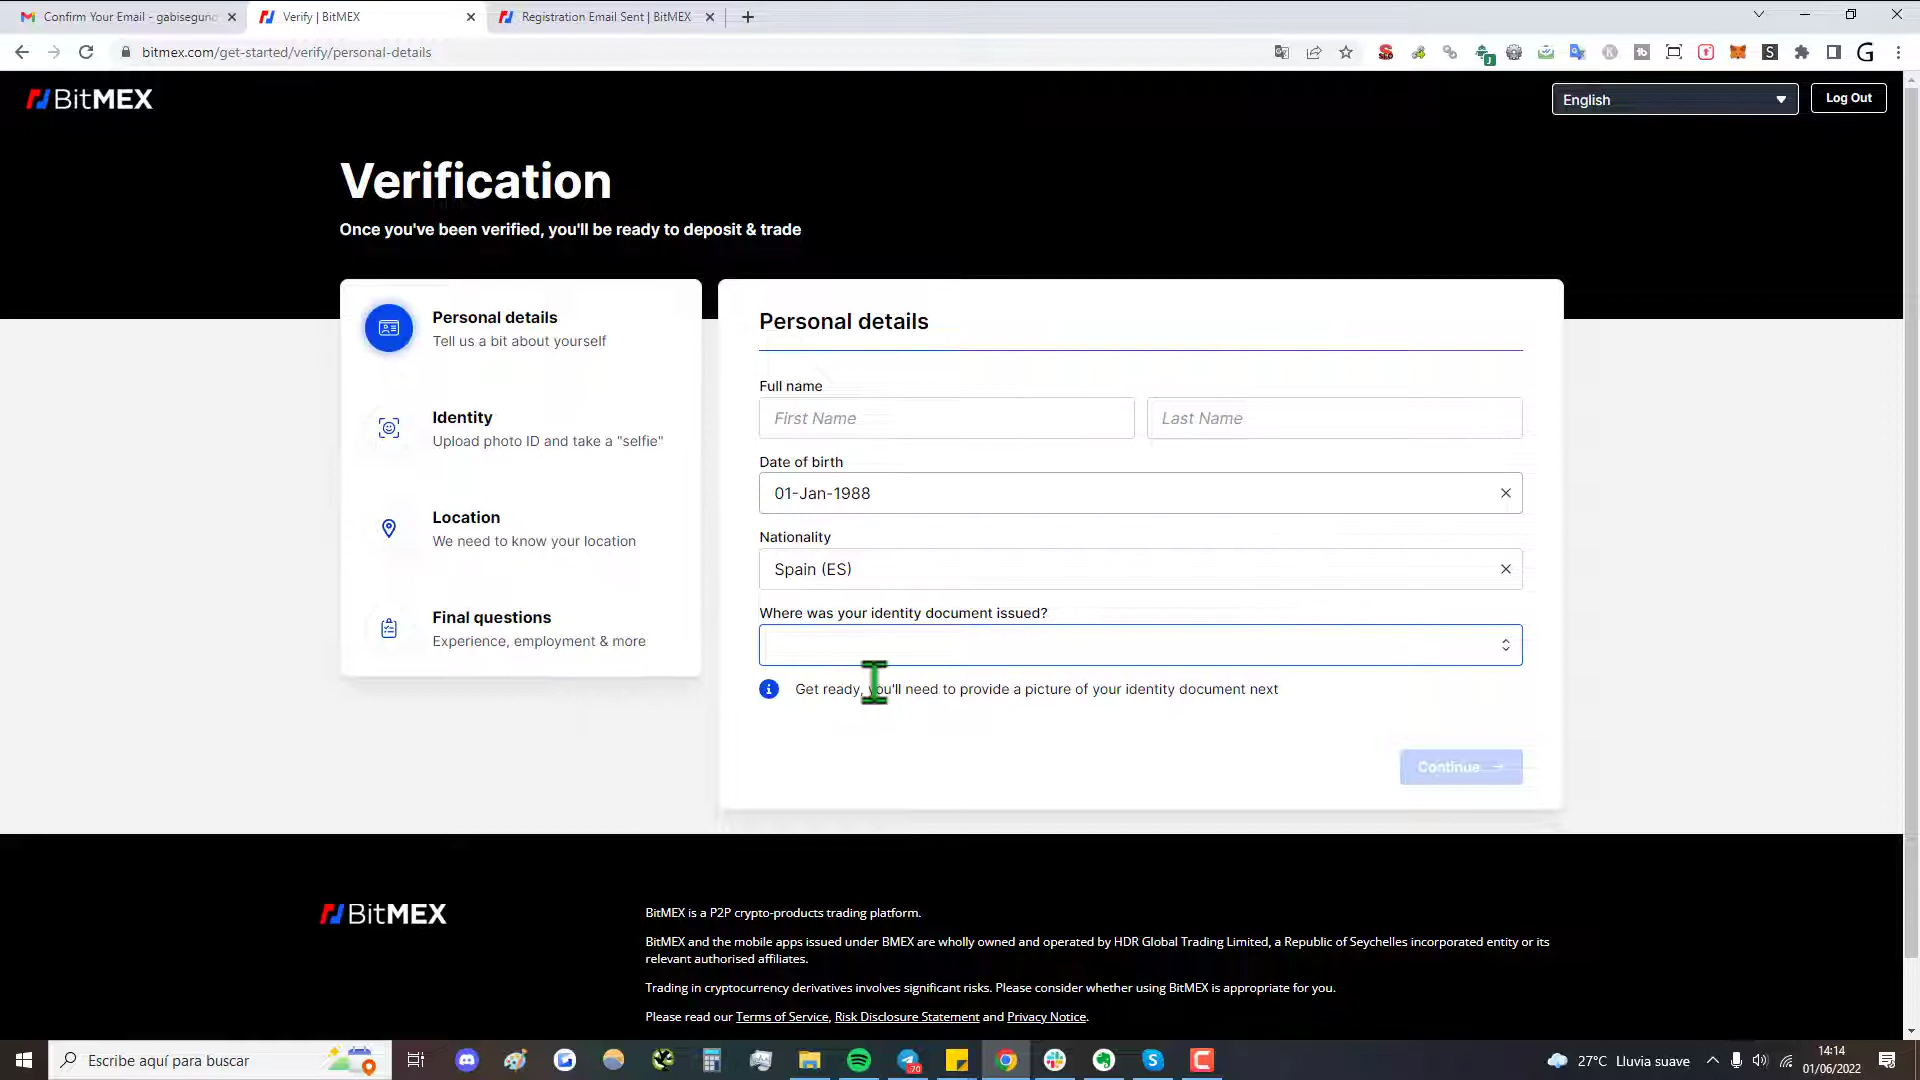 Confirm Your Email - gabisegun
Verify | BitMEX
Registration Email Sent | BitMEX
bitmex.com/get-started/verify/personal-details
BitMEX
English
Log Out
Verification
Once you've been verified, you'll be ready to deposit & trade
Personal details
Tell us a bit about yourself
Identity
Upload photo ID and take a "selfie"
Location
We need to know your location
Final questions
Experience, employment & more
Personal details
Full name
First Name
Last Name
Date of birth
01-Jan-1988
Nationality
Spain (ES)
Where was your identity document issued?
Get ready, you'll need to provide a picture of your identity document next
Continue →
BitMEX
BitMEX is a P2P crypto-products trading platform.
BitMEX and the mobile apps issued under BMEX are wholly owned and operated by HDR Global Trading Limited, a Republic of Seychelles incorporated entity or its
relevant authorised affiliates.
Trading in cryptocurrency derivatives involves significant risks. Please consider whether using BitMEX is appropriate for you.
Please read our Terms of Service, Risk Disclosure Statement and Privacy Notice.
Escribe aquí para buscar
70
27°C Lluvia suave
14:14
01/06/2022